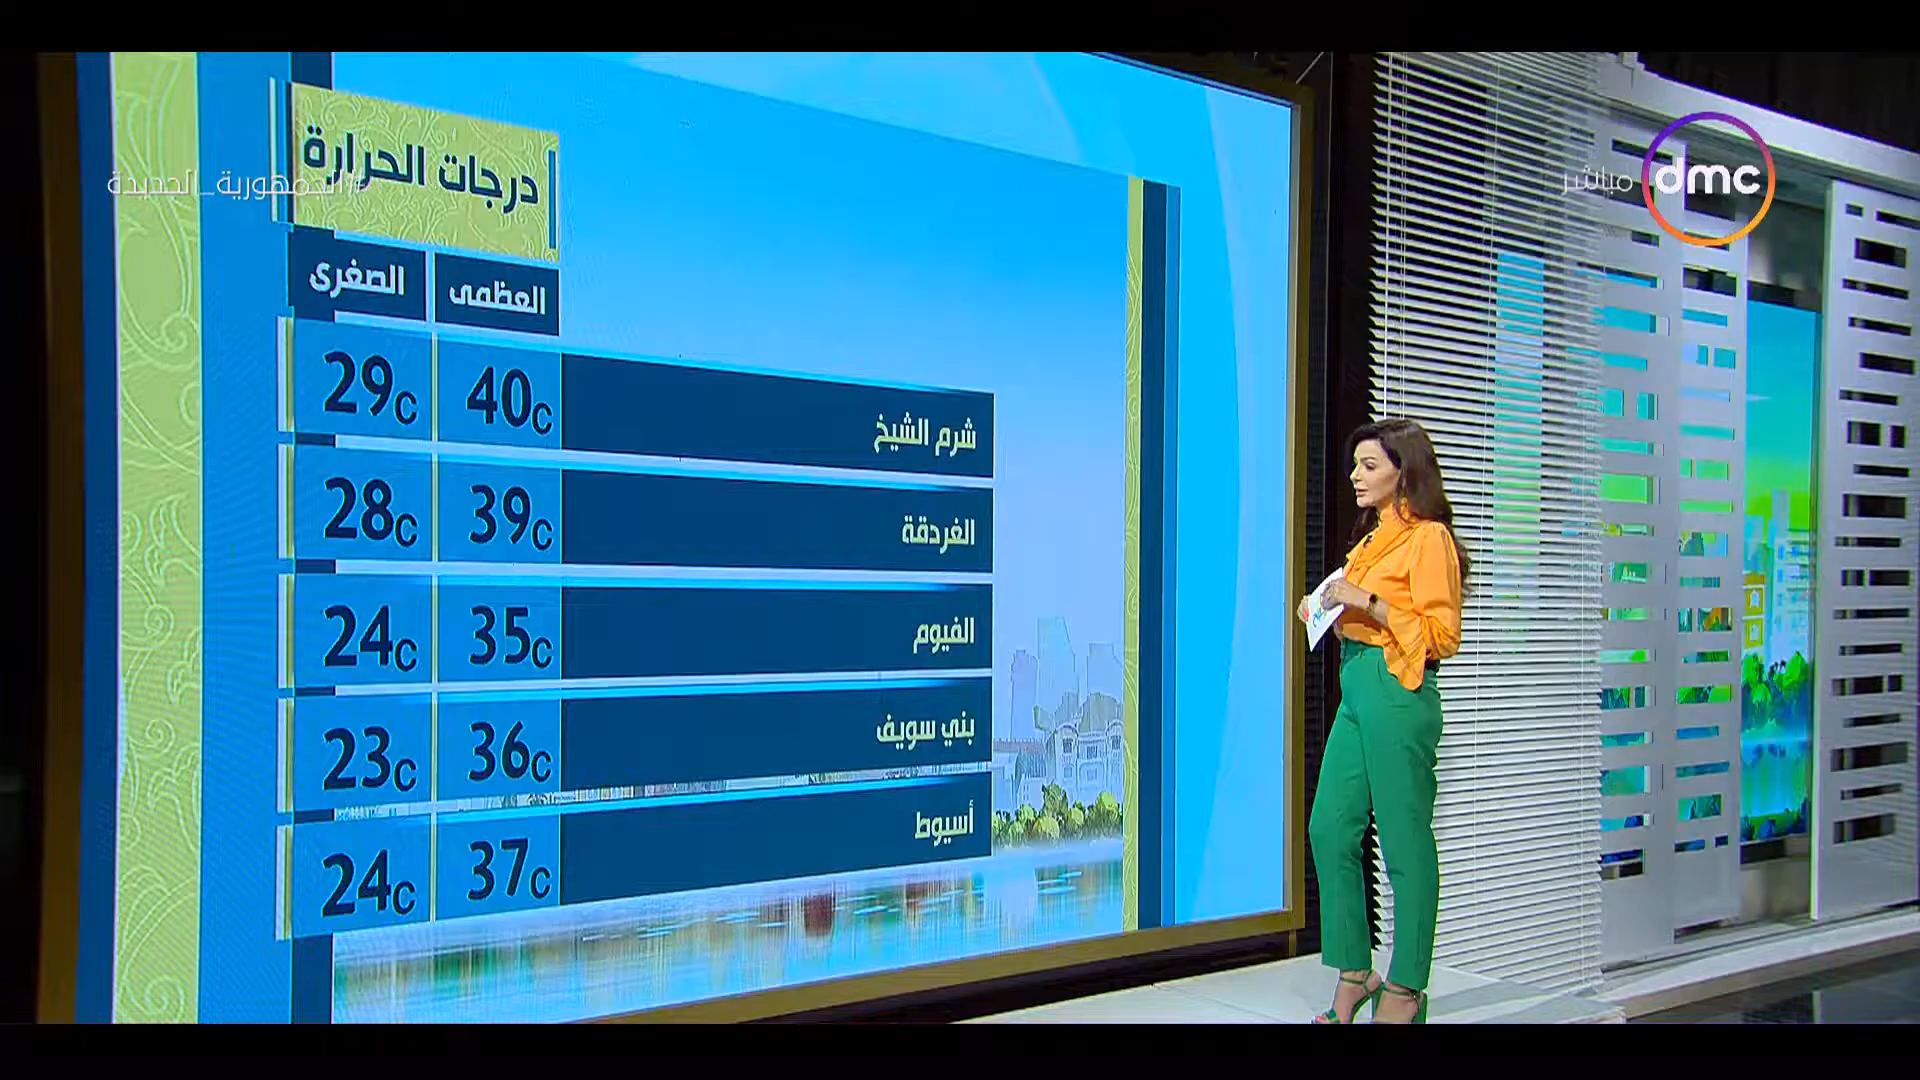 dmc
مباشر
#الجمهورية_الجديدة
درجات الحرارة
العظمى الصغرى
شرم الشيخ 40c 29c
الغردقة 39c 28c
الفيوم 35c 24c
بني سويف 36c 23c
أسيوط 37c 24c